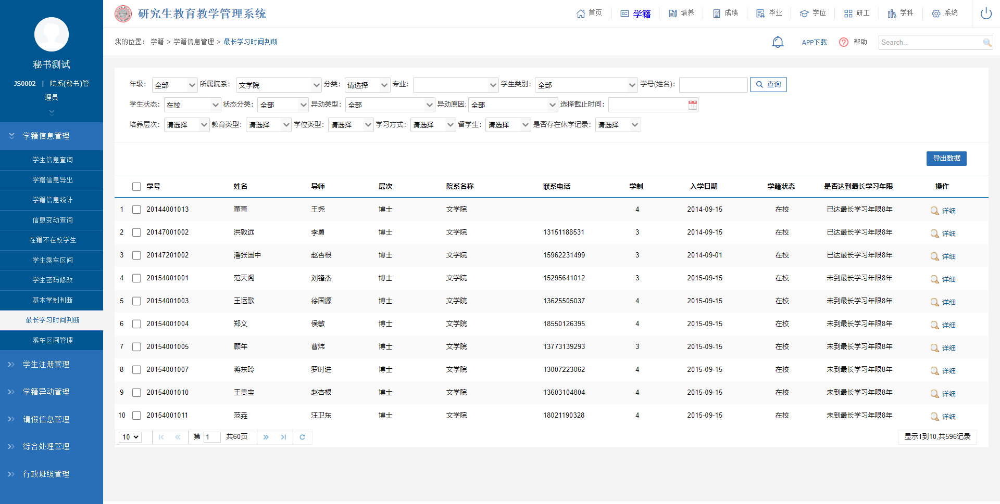 研究生教育教学管理系统
首页 学籍 培养 成绩 毕业 学位 研工 学科 系统
秘书测试
JS0002 | 院系(秘书)管
理员
我的位置： 学籍 > 学籍信息管理 > 最长学习时间判断
APP下载 帮助 Search...
学籍信息管理
学生信息查询
学籍信息导出
学籍信息统计
信息变动查询
在籍不在校学生
学生乘车区间
学生密码修改
基本学制判断
最长学习时间判断
乘车区间管理
学生注册管理
学籍异动管理
请假信息管理
综合处理管理
行政班级管理
年级： 全部 所属院系： 文学院 分类： 请选择 专业： 学生类别： 全部 学号(姓名)： 查询
学生状态： 在校 状态分类： 全部 异动类型： 全部 异动原因： 全部 选择截止时间：
培养层次： 请选择 教育类型： 请选择 学位类型： 请选择 学习方式： 请选择 留学生： 请选择 是否存在休学记录： 请选择
导出数据
学号 姓名 导师 层次 院系名称 联系电话 学制 入学日期 学籍状态 是否达到最长学习年限 操作
1 20144001013 董青 王尧 博士 文学院 4 2014-09-15 在校 已达最长学习年限8年 详细
2 20147001002 洪敦远 李勇 博士 文学院 13151188531 3 2014-09-15 在校 已达最长学习年限8年 详细
3 20147201002 潘张国中 赵杏根 博士 文学院 15962231499 3 2014-09-01 在校 已达最长学习年限8年 详细
4 20154001001 范天阁 刘锋杰 博士 文学院 15295641012 3 2015-09-15 在校 未到最长学习年限8年 详细
5 20154001003 王运歌 徐国源 博士 文学院 13625505037 4 2015-09-15 在校 未到最长学习年限8年 详细
6 20154001004 郑义 侯敏 博士 文学院 18550126395 4 2015-09-15 在校 未到最长学习年限8年 详细
7 20154001005 顾年 曹炜 博士 文学院 13773139293 3 2015-09-15 在校 未到最长学习年限8年 详细
8 20154001007 蒋东玲 罗时进 博士 文学院 13007223062 4 2015-09-15 在校 未到最长学习年限8年 详细
9 20154001010 王贵宝 赵杏根 博士 文学院 13603104804 4 2015-09-15 在校 未到最长学习年限8年 详细
10 20154001011 范垚 汪卫东 博士 文学院 18021190328 4 2015-09-15 在校 未到最长学习年限8年 详细
10 第 1 共60页 显示1到10,共596记录